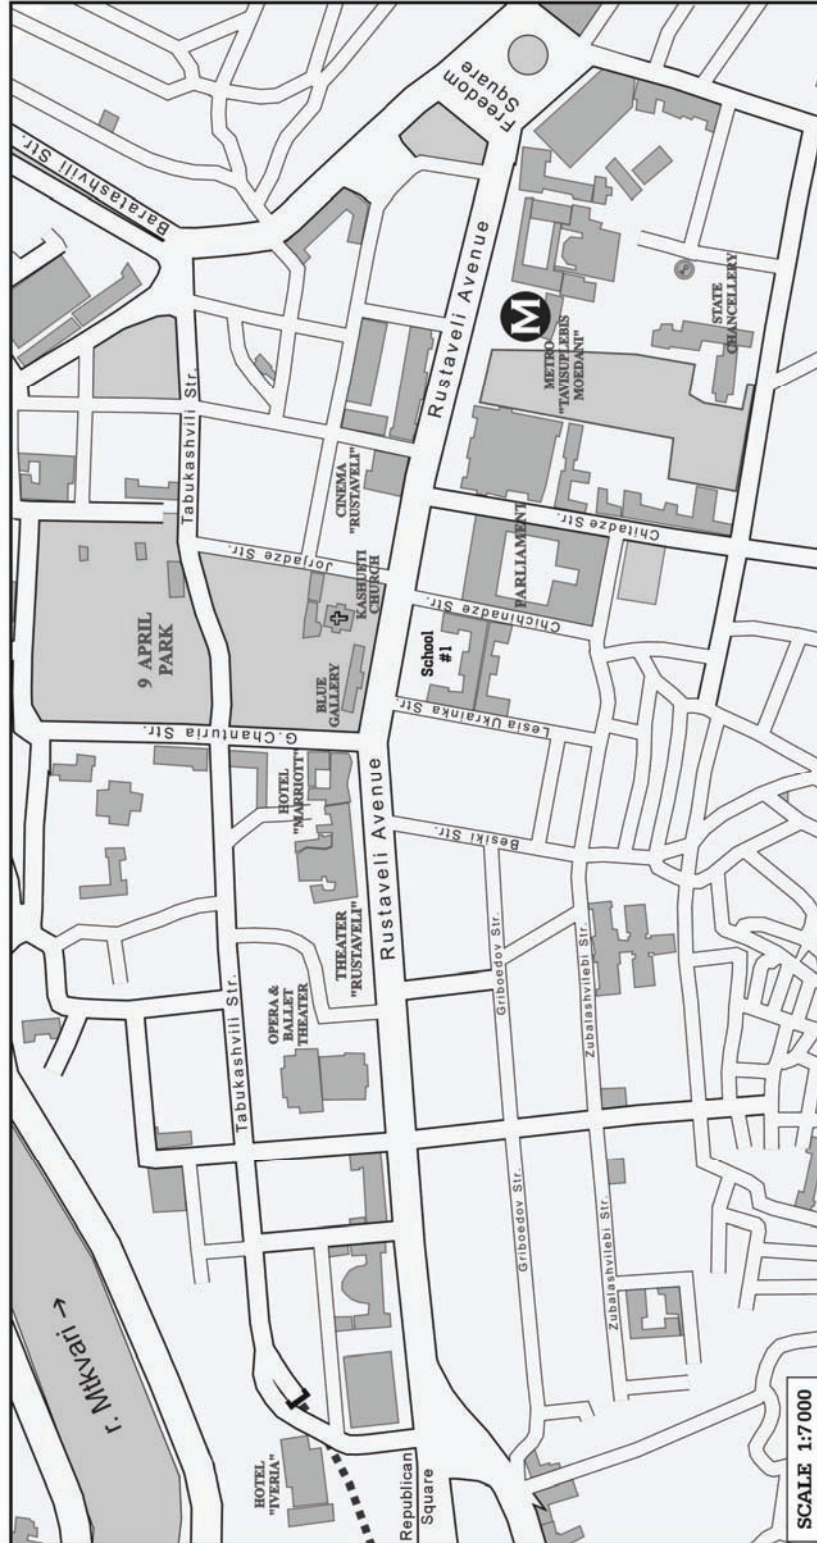 r. Mtkvari →
HOTEL
"IVERIA"
Republican
Square
SCALE 1:7000
Tabukashvili Str.
OPERA &
BALLET
THEATER
THEATER
"RUSTAVELI"
HOTEL
"MARRIOTT"
Rustaveli Avenue
Griboedov Str.
Griboedov Str.
Zubalashvilebi Str.
Zubalashvilebi Str.
Besiki Str.
Lesia Ukrainka Str.
G.Chanturia Str.
9 APRIL
PARK
BLUE
GALLERY
KASHUETI
CHURCH
School
#1
Chichinadze Str.
PARLIAMENT
Chitadze Str.
Jorjadze Str.
CINEMA
"RUSTAVELI"
Tabukashvili Str.
Baratashvili Str.
Rustaveli Avenue
M
METRO
"TAVISUPLEBIS
MOEDANI"
STATE
CHANCELLERY
Freedom
Square